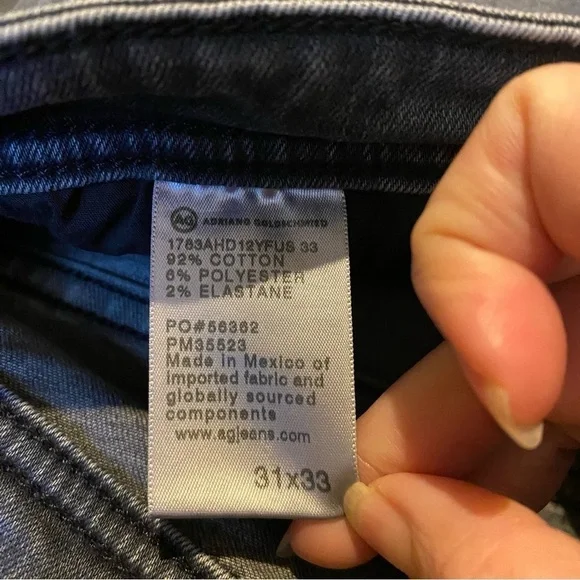 AG ADRIANO GOLDSCHMIED
1783AHD12YFUS 33
92% COTTON
6% POLYESTER
2% ELASTANE
PO#56362
PM35523
Made in Mexico of
imported fabric and
globally sourced
components
www.agjeans.com
31x33